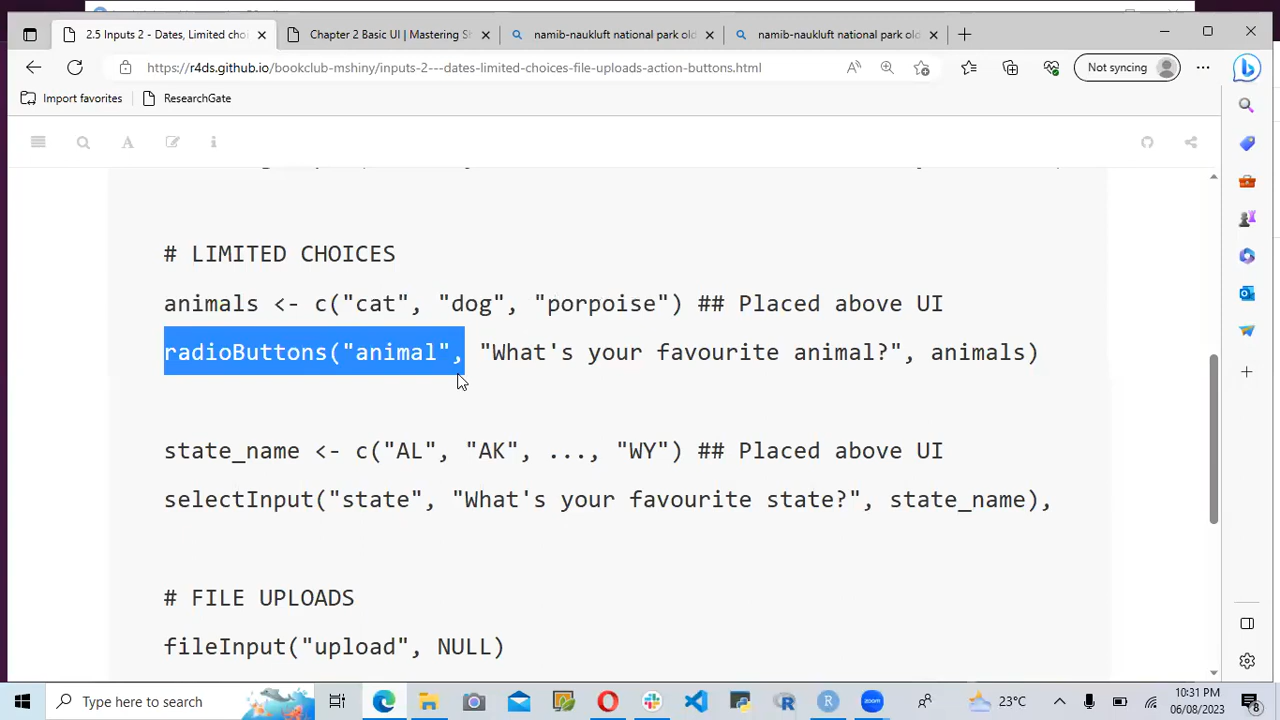 2.5 Inputs 2 - Dates, Limited choi
Chapter 2 Basic UI | Mastering Sh
namib-naukluft national park old
namib-naukluft national park old
https://r4ds.github.io/bookclub-mshiny/inputs-2---dates-limited-choices-file-uploads-action-buttons.html
Not syncing
Import favorites
ResearchGate
# LIMITED CHOICES
animals <- c("cat", "dog", "porpoise") ## Placed above UI
radioButtons("animal", "What's your favourite animal?", animals)
state_name <- c("AL", "AK", ..., "WY") ## Placed above UI
selectInput("state", "What's your favourite state?", state_name),
# FILE UPLOADS
fileInput("upload", NULL)
Type here to search
23°C
10:31 PM
06/08/2023
8